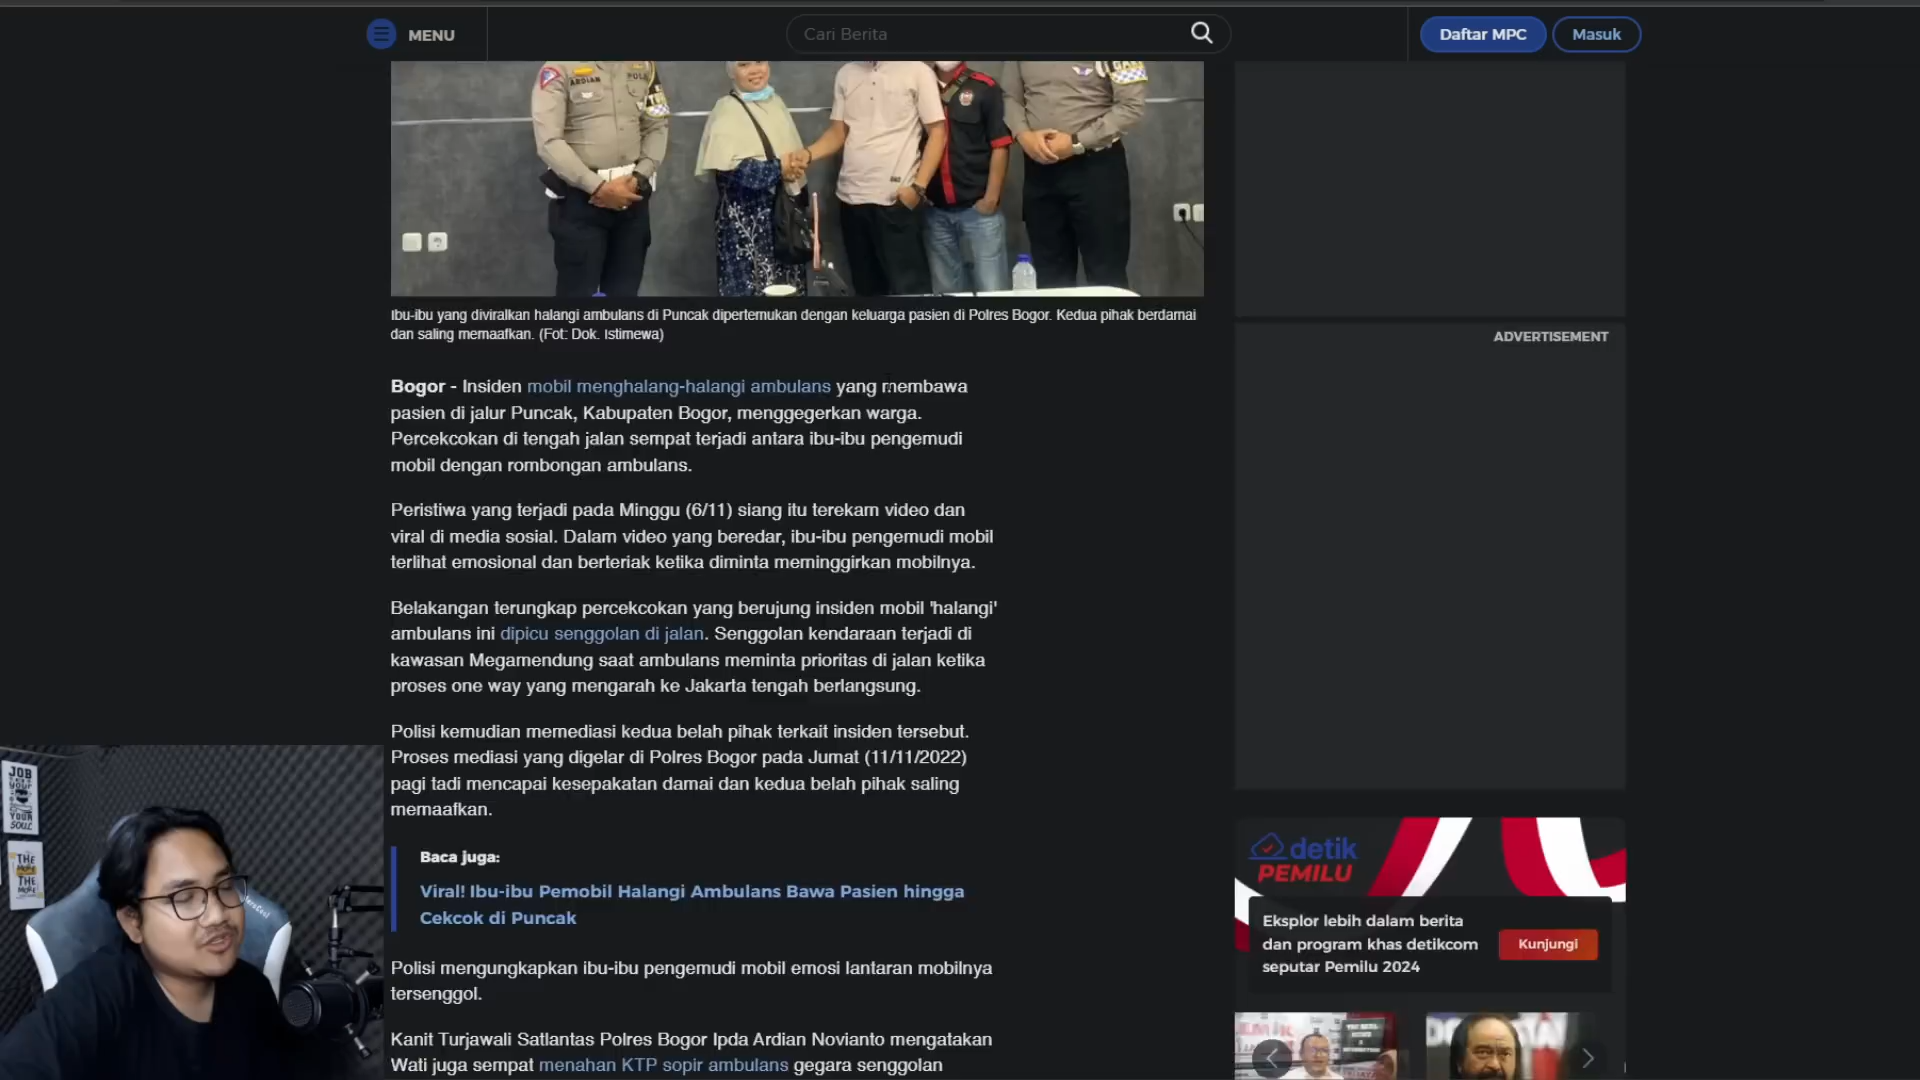 MENU
Cari Berita
Daftar MPC
Masuk
ARDIAN
POL
Ibu-ibu yang diviralkan halangi ambulans di Puncak dipertemukan dengan keluarga pasien di Polres Bogor. Kedua pihak berdamai
dan saling memaafkan. (Fot: Dok. Istimewa)
ADVERTISEMENT
Bogor - Insiden mobil menghalang-halangi ambulans yang membawa
pasien di jalur Puncak, Kabupaten Bogor, menggegerkan warga.
Percekcokan di tengah jalan sempat terjadi antara ibu-ibu pengemudi
mobil dengan rombongan ambulans.
Peristiwa yang terjadi pada Minggu (6/11) siang itu terekam video dan
viral di media sosial. Dalam video yang beredar, ibu-ibu pengemudi mobil
terlihat emosional dan berteriak ketika diminta meminggirkan mobilnya.
Belakangan terungkap percekcokan yang berujung insiden mobil 'halangi'
ambulans ini dipicu senggolan di jalan. Senggolan kendaraan terjadi di
kawasan Megamendung saat ambulans meminta prioritas di jalan ketika
proses one way yang mengarah ke Jakarta tengah berlangsung.
Polisi kemudian memediasi kedua belah pihak terkait insiden tersebut.
Proses mediasi yang digelar di Polres Bogor pada Jumat (11/11/2022)
pagi tadi mencapai kesepakatan damai dan kedua belah pihak saling
memaafkan.
Baca juga:
Viral! Ibu-ibu Pemobil Halangi Ambulans Bawa Pasien hingga
Cekcok di Puncak
Polisi mengungkapkan ibu-ibu pengemudi mobil emosi lantaran mobilnya
tersenggol.
Kanit Turjawali Satlantas Polres Bogor Ipda Ardian Novianto mengatakan
Wati juga sempat menahan KTP sopir ambulans gegara senggolan
detik
PEMILU
Eksplor lebih dalam berita
dan program khas detikcom
seputar Pemilu 2024
Kunjungi
JOB
YOUR
SOUL
THE
MORE
THE